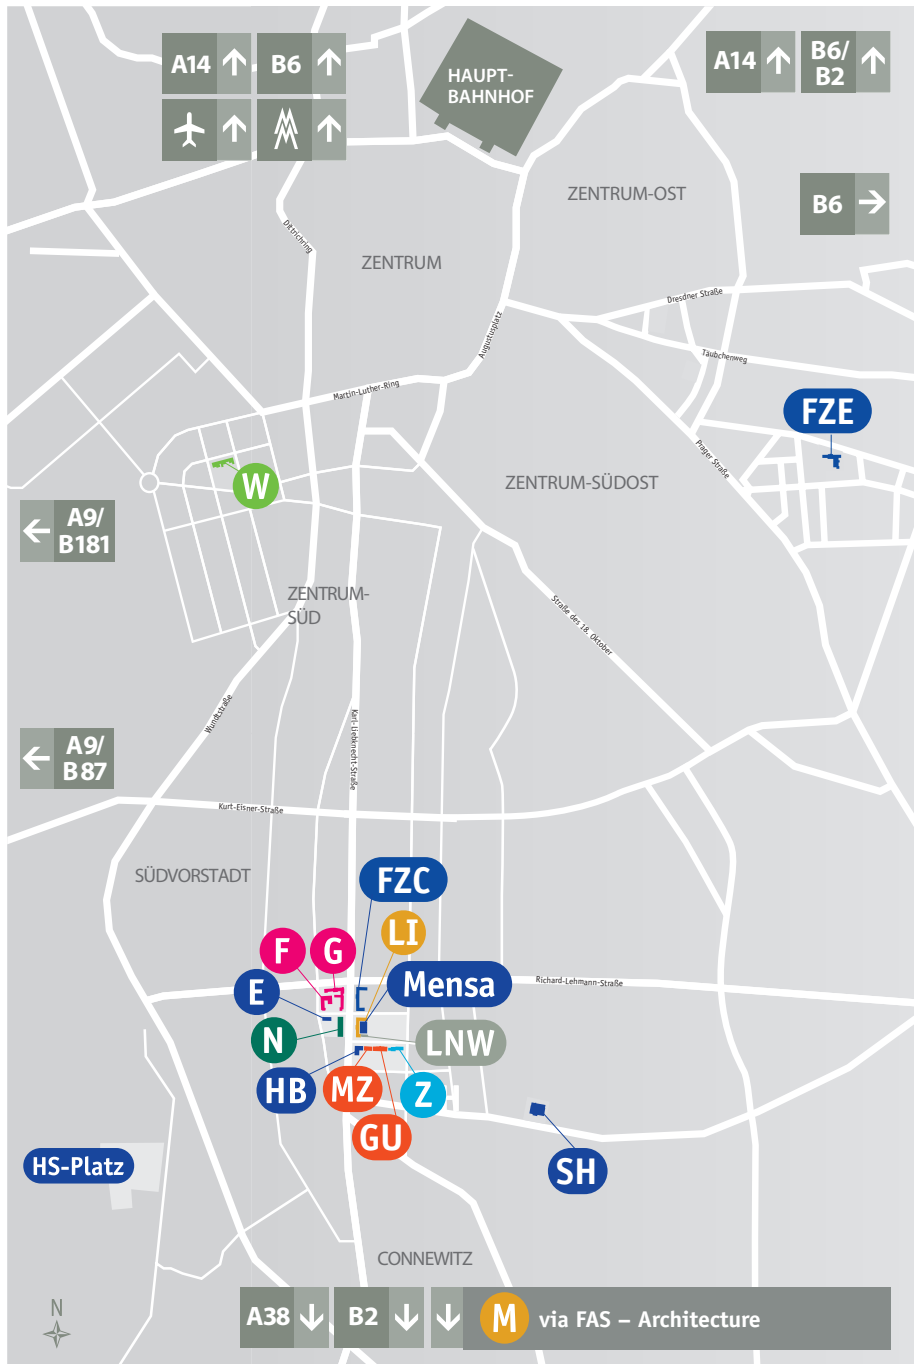 A14
B6
HAUPT-
BAHNHOF
A14
B6/
B2
ZENTRUM-OST
B6
Dittrichring
ZENTRUM
Dresdner Straße
Augustusplatz
Täubchenweg
Martin-Luther-Ring
FZE
Prager Straße
W
ZENTRUM-SÜDOST
A9/
B181
ZENTRUM-
SÜD
Straße des 18. Oktober
Wundtstraße
Karl-Liebknecht-Straße
A9/
B87
Kurt-Eisner-Straße
SÜDVORSTADT
FZC
LI
F
G
E
Mensa
Richard-Lehmann-Straße
N
LNW
HB
MZ
Z
GU
HS-Platz
SH
CONNEWITZ
N
A38
B2
M
via FAS – Architecture